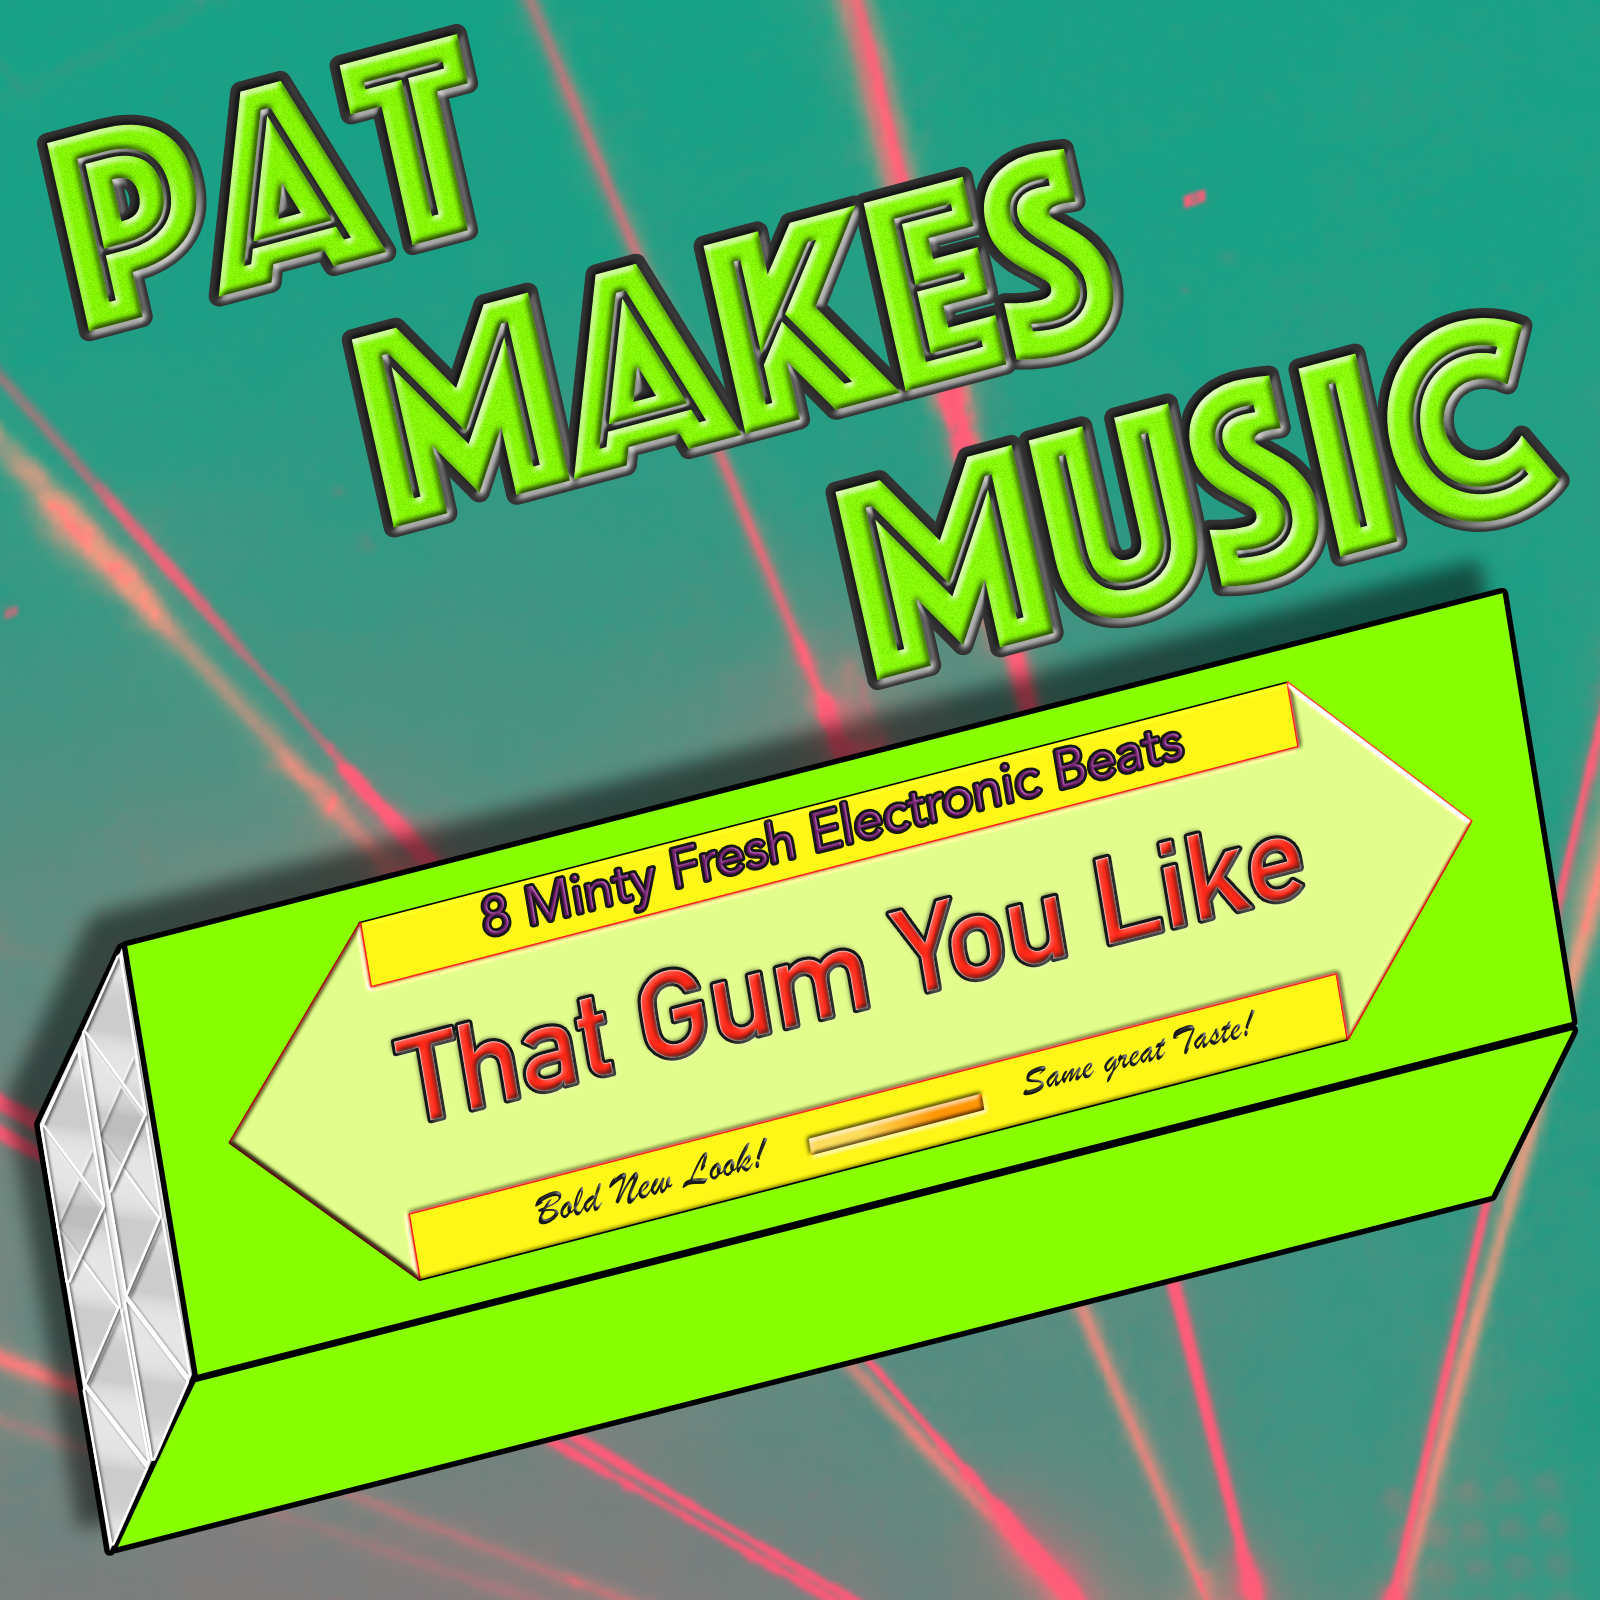 PAT
MAKES
MUSIC
8 Minty Fresh Electronic Beats
That Gum You Like
Bold New Look!
Same great Taste!